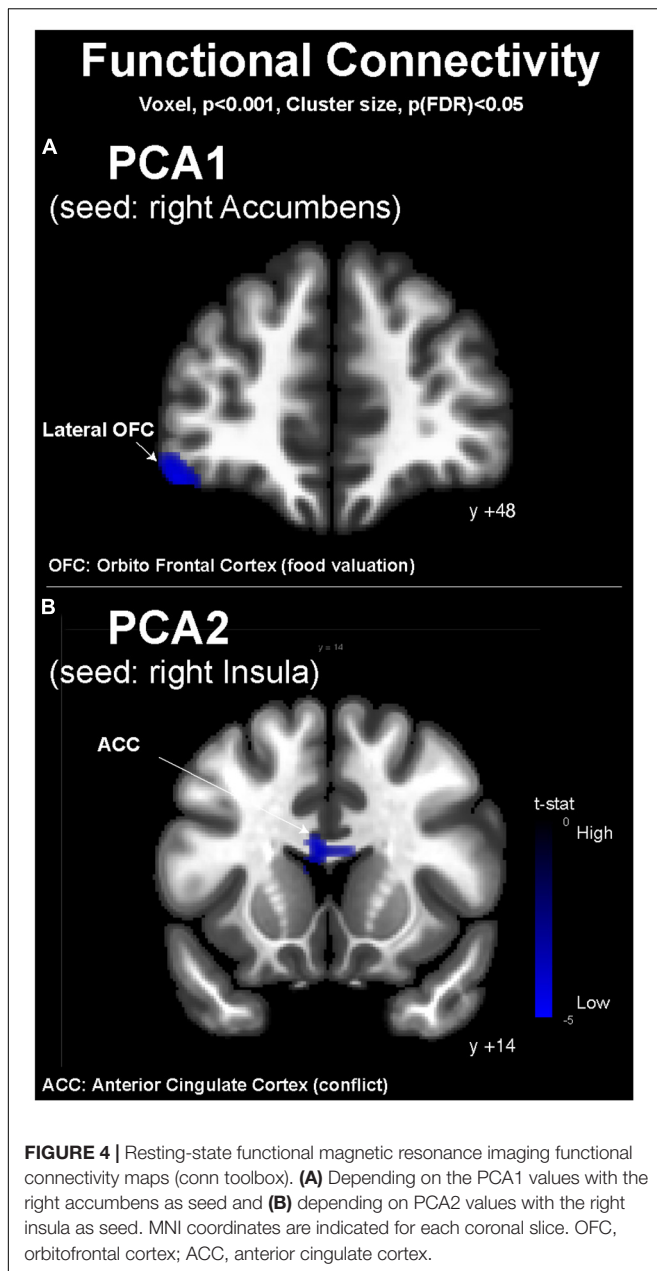 Functional Connectivity
Voxel, p<0.001, Cluster size, p(FDR)<0.05
A
PCA1
(seed: right Accumbens)
Lateral OFC
y +48
OFC: Orbito Frontal Cortex (food valuation)
B
PCA2
y = 14
(seed: right Insula)
ACC
t-stat
0
High
Low
-5
y +14
ACC: Anterior Cingulate Cortex (conflict)
FIGURE 4 | Resting-state functional magnetic resonance imaging functional
connectivity maps (conn toolbox). (A) Depending on the PCA1 values with the
right accumbens as seed and (B) depending on PCA2 values with the right
insula as seed. MNI coordinates are indicated for each coronal slice. OFC,
orbitofrontal cortex; ACC, anterior cingulate cortex.